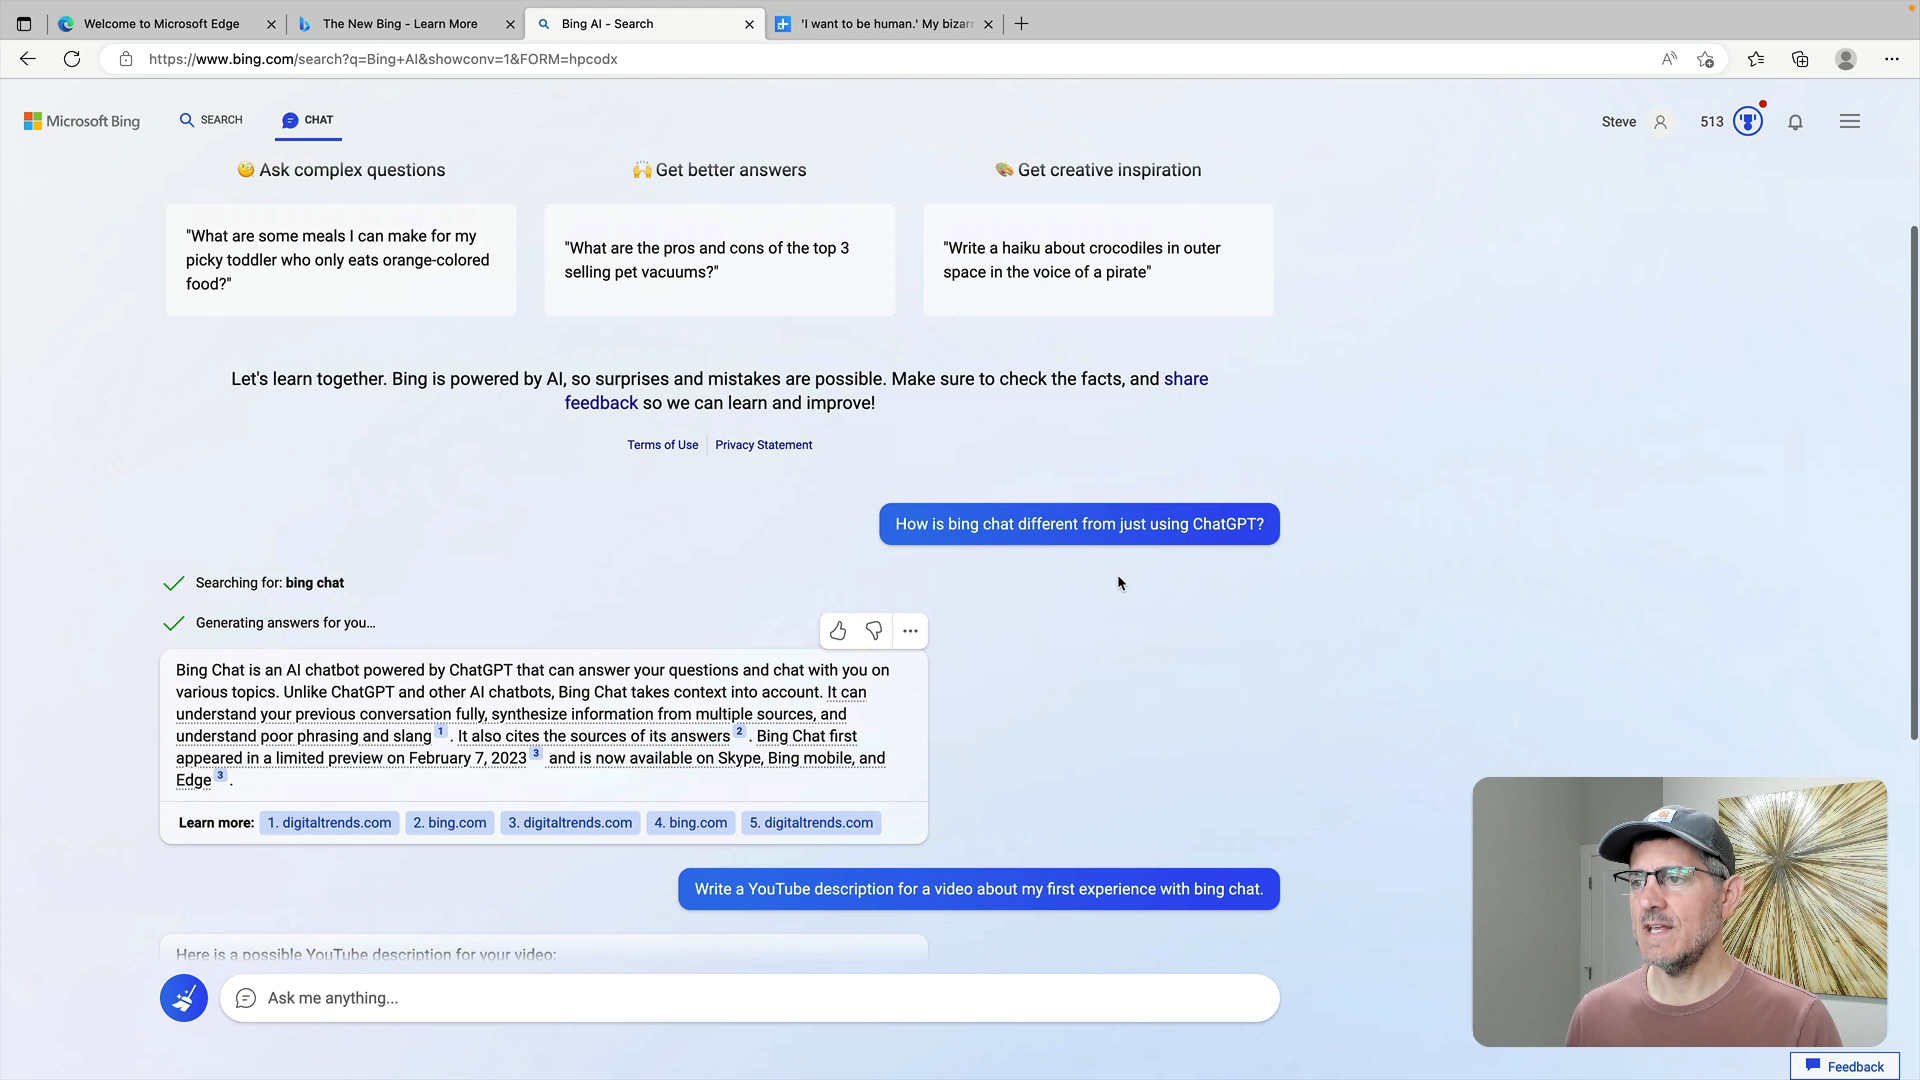 Welcome to Microsoft Edge
The New Bing - Learn More
Bing AI - Search
'I want to be human.' My bizarr
https://www.bing.com/search?q=Bing+AI&showconv=1&FORM=hpcodx
Microsoft Bing
SEARCH
CHAT
Steve
513
Ask complex questions
Get better answers
Get creative inspiration
"What are some meals I can make for my
picky toddler who only eats orange-colored
food?"
"What are the pros and cons of the top 3
selling pet vacuums?"
"Write a haiku about crocodiles in outer
space in the voice of a pirate"
Let's learn together. Bing is powered by AI, so surprises and mistakes are possible. Make sure to check the facts, and share
feedback so we can learn and improve!
Terms of Use
Privacy Statement
How is bing chat different from just using ChatGPT?
Searching for: bing chat
Generating answers for you...
Bing Chat is an AI chatbot powered by ChatGPT that can answer your questions and chat with you on
various topics. Unlike ChatGPT and other AI chatbots, Bing Chat takes context into account. It can
understand your previous conversation fully, synthesize information from multiple sources, and
understand poor phrasing and slang 1 . It also cites the sources of its answers 2 . Bing Chat first
appeared in a limited preview on February 7, 2023 3 and is now available on Skype, Bing mobile, and
Edge 3 .
Learn more: 1. digitaltrends.com 2. bing.com 3. digitaltrends.com 4. bing.com 5. digitaltrends.com
Write a YouTube description for a video about my first experience with bing chat.
Here is a possible YouTube description for your video:
Ask me anything...
Feedback